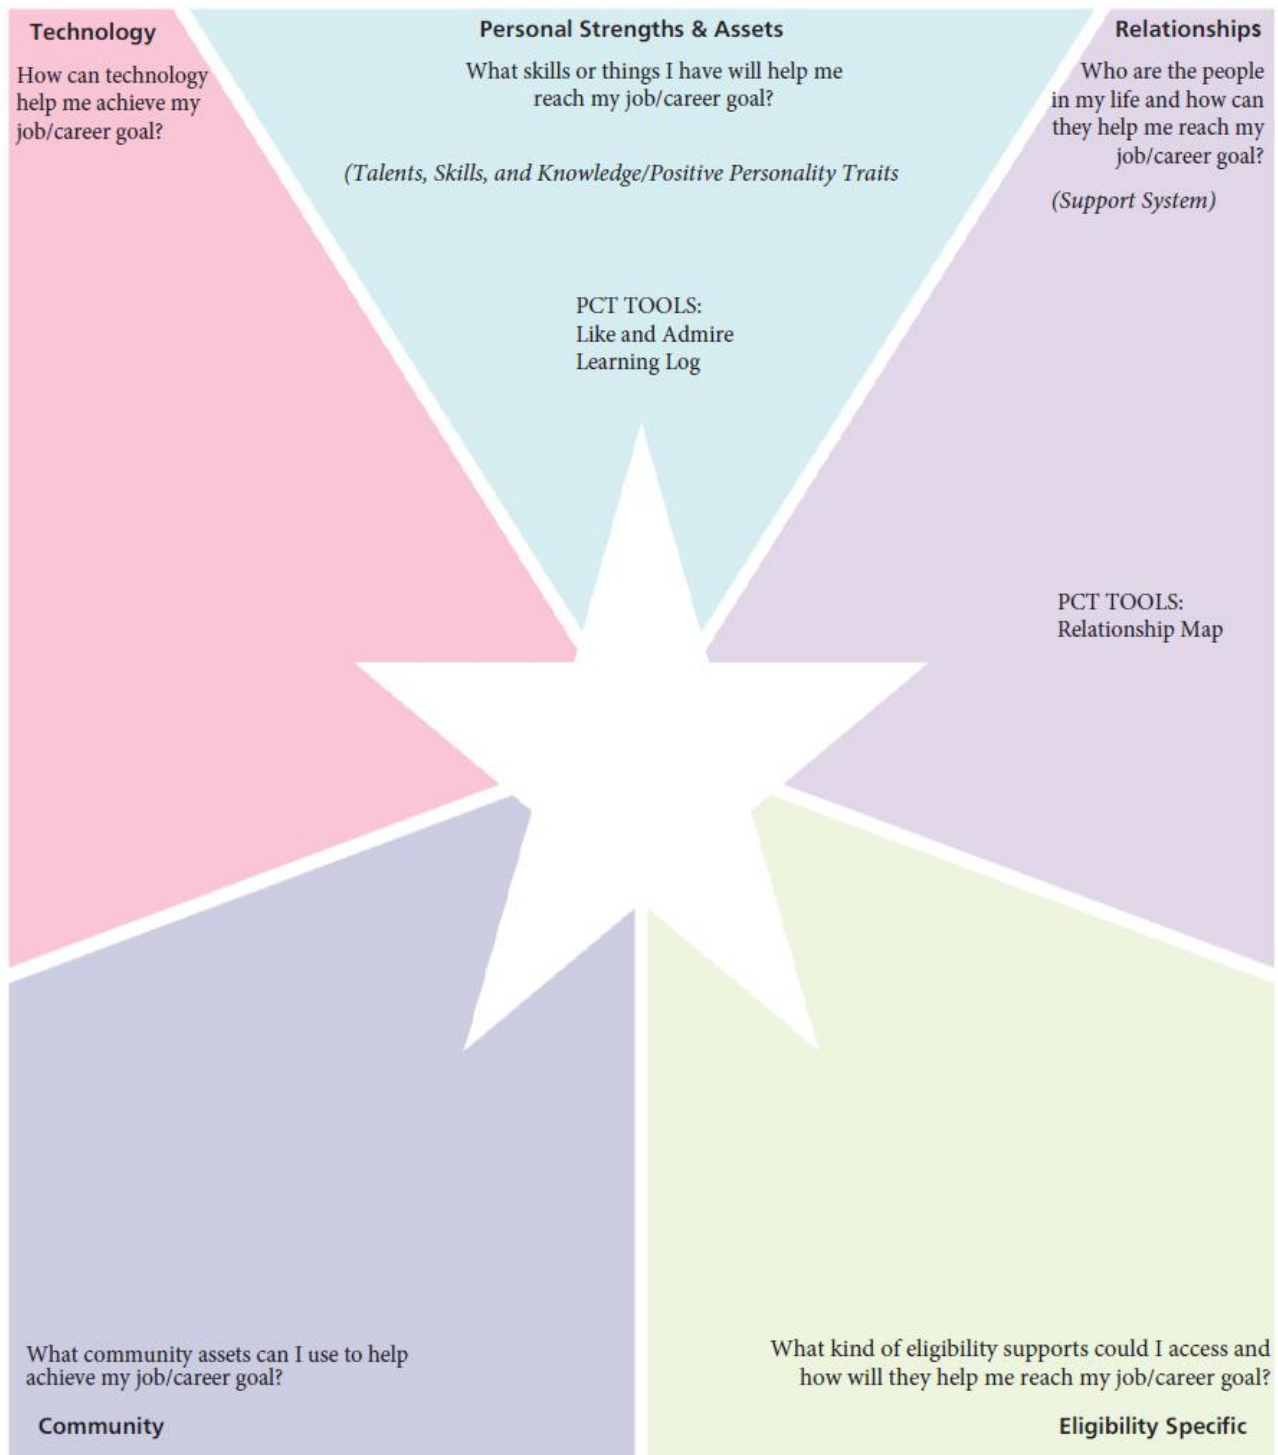 Technology
How can technology
help me achieve my
job/career goal?
Personal Strengths & Assets
What skills or things I have will help me
reach my job/career goal?
(Talents, Skills, and Knowledge/Positive Personality Traits
PCT TOOLS:
Like and Admire
Learning Log
Relationships
Who are the people
in my life and how can
they help me reach my
job/career goal?
(Support System)
PCT TOOLS:
Relationship Map
What community assets can I use to help
achieve my job/career goal?
Community
What kind of eligibility supports could I access and
how will they help me reach my job/career goal?
Eligibility Specific